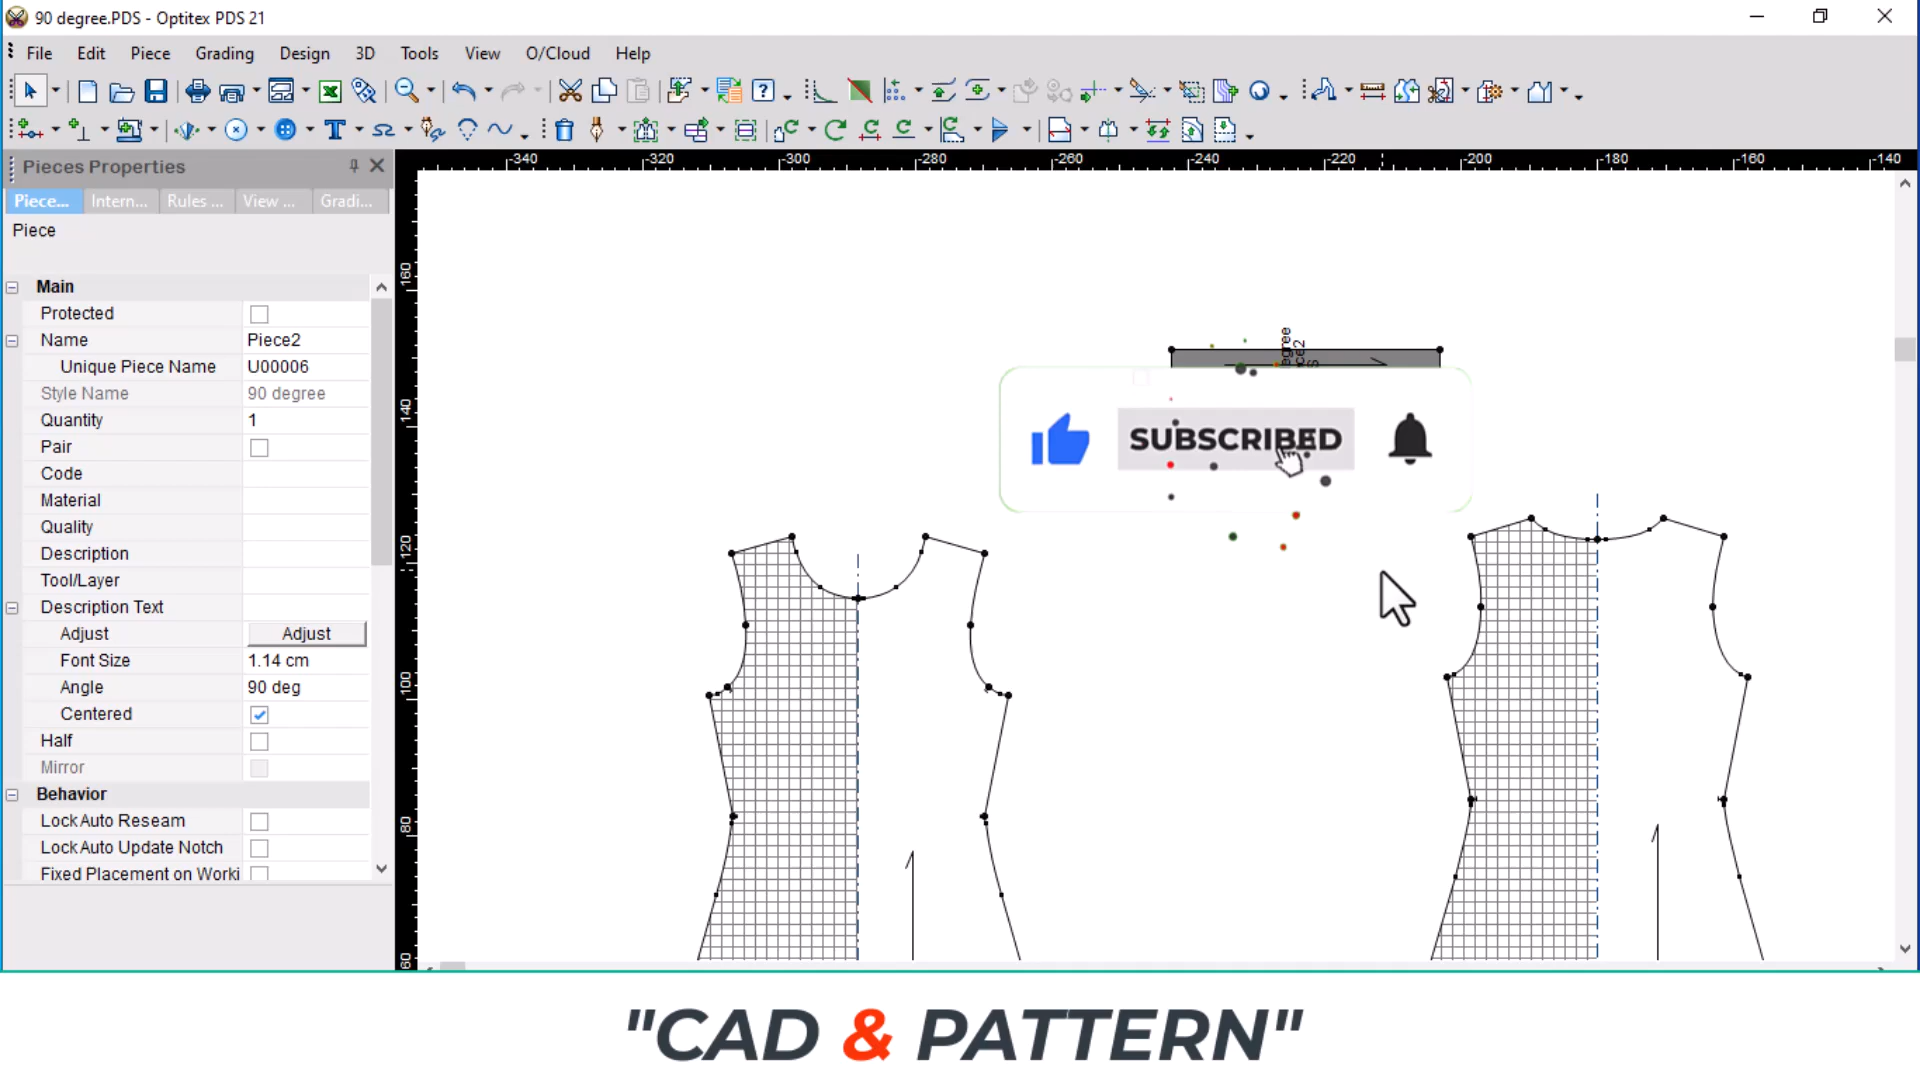 90 degree.PDS - Optitex PDS 21
File Edit Piece Grading Design 3D Tools View O/Cloud Help
Pieces Properties
Piece... Intern... Rules ... View ... Gradi...
Piece
Main
Protected
Name Piece2
Unique Piece Name U00006
Style Name 90 degree
Quantity 1
Pair
Code
Material
Quality
Description
Tool/Layer
Description Text
Adjust Adjust
Font Size 1.14 cm
Angle 90 deg
Centered
Half
Mirror
Behavior
Lock Auto Reseam
Lock Auto Update Notch
Fixed Placement on Worki
-340 -320 -300 -280 -260 -240 -220 -200 -180 -160 -140
160
140
120
100
80
60
SUBSCRIBED
"CAD & PATTERN"